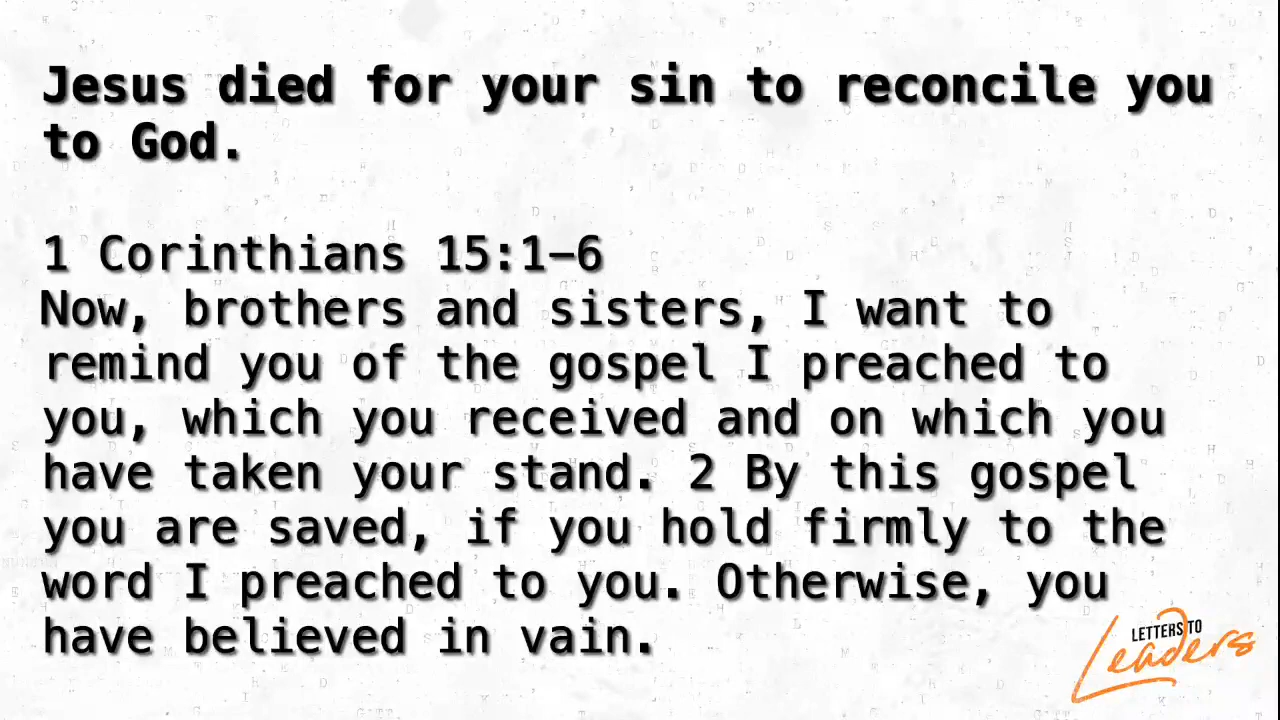 Jesus died for your sin to reconcile you
to God.
1 Corinthians 15:1–6
Now, brothers and sisters, I want to
remind you of the gospel I preached to
you, which you received and on which you
have taken your stand. 2 By this gospel
you are saved, if you hold firmly to the
word I preached to you. Otherwise, you
have believed in vain.
LETTERS TO
Leaders